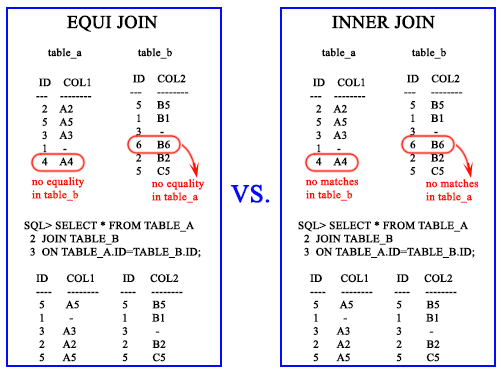 EQUI JOIN
table_a table_b
ID COL1 ID COL2
--- -------- --- --------
2 A2 5 B5
5 A5 1 B1
3 A3 3 -
1 - 6 B6
4 A4 2 B2
5 C5
no equality
in table_b
no equality
in table_a
SQL> SELECT * FROM TABLE_A
2 JOIN TABLE_B
3 ON TABLE_A.ID=TABLE_B.ID;
ID COL1 ID COL2
---- -------- ---- --------
5 A5 5 B5
1 - 1 B1
3 A3 3 -
2 A2 2 B2
5 A5 5 C5
VS.
INNER JOIN
table_a table_b
ID COL1 ID COL2
--- -------- --- --------
2 A2 5 B5
5 A5 1 B1
3 A3 3 -
1 - 6 B6
4 A4 2 B2
5 C5
no matches
in table_b
no matches
in table_a
SQL> SELECT * FROM TABLE_A
2 JOIN TABLE_B
3 ON TABLE_A.ID=TABLE_B.ID;
ID COL1 ID COL2
---- -------- ---- --------
5 A5 5 B5
1 - 1 B1
3 A3 3 -
2 A2 2 B2
5 A5 5 C5